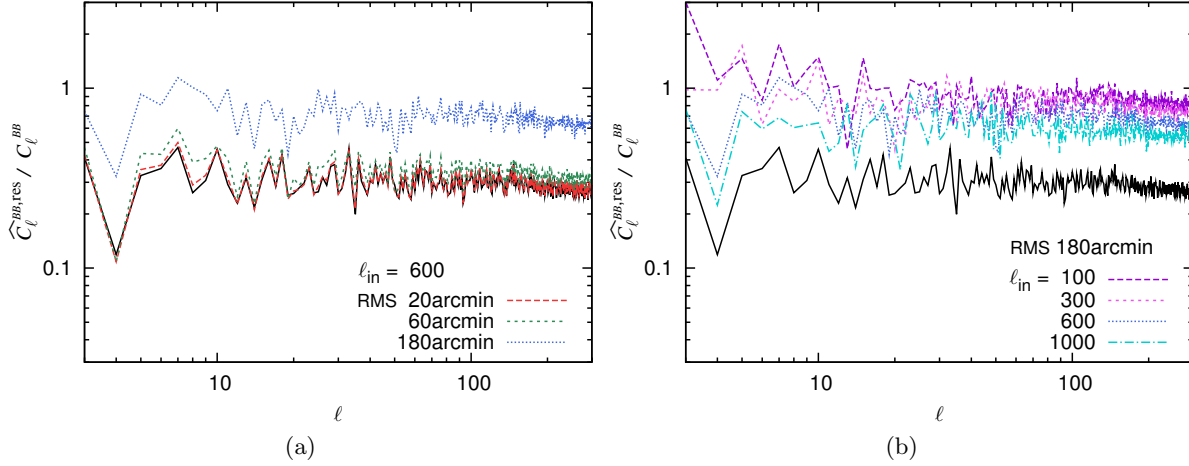 1
0.1
10
100
ℓ
Ĉ_ℓ^{BB,res} / C_ℓ^{BB}
ℓ_in = 600
RMS 20arcmin
60arcmin
180arcmin
(a)
1
0.1
10
100
ℓ
Ĉ_ℓ^{BB,res} / C_ℓ^{BB}
RMS 180arcmin
ℓ_in = 100
300
600
1000
(b)